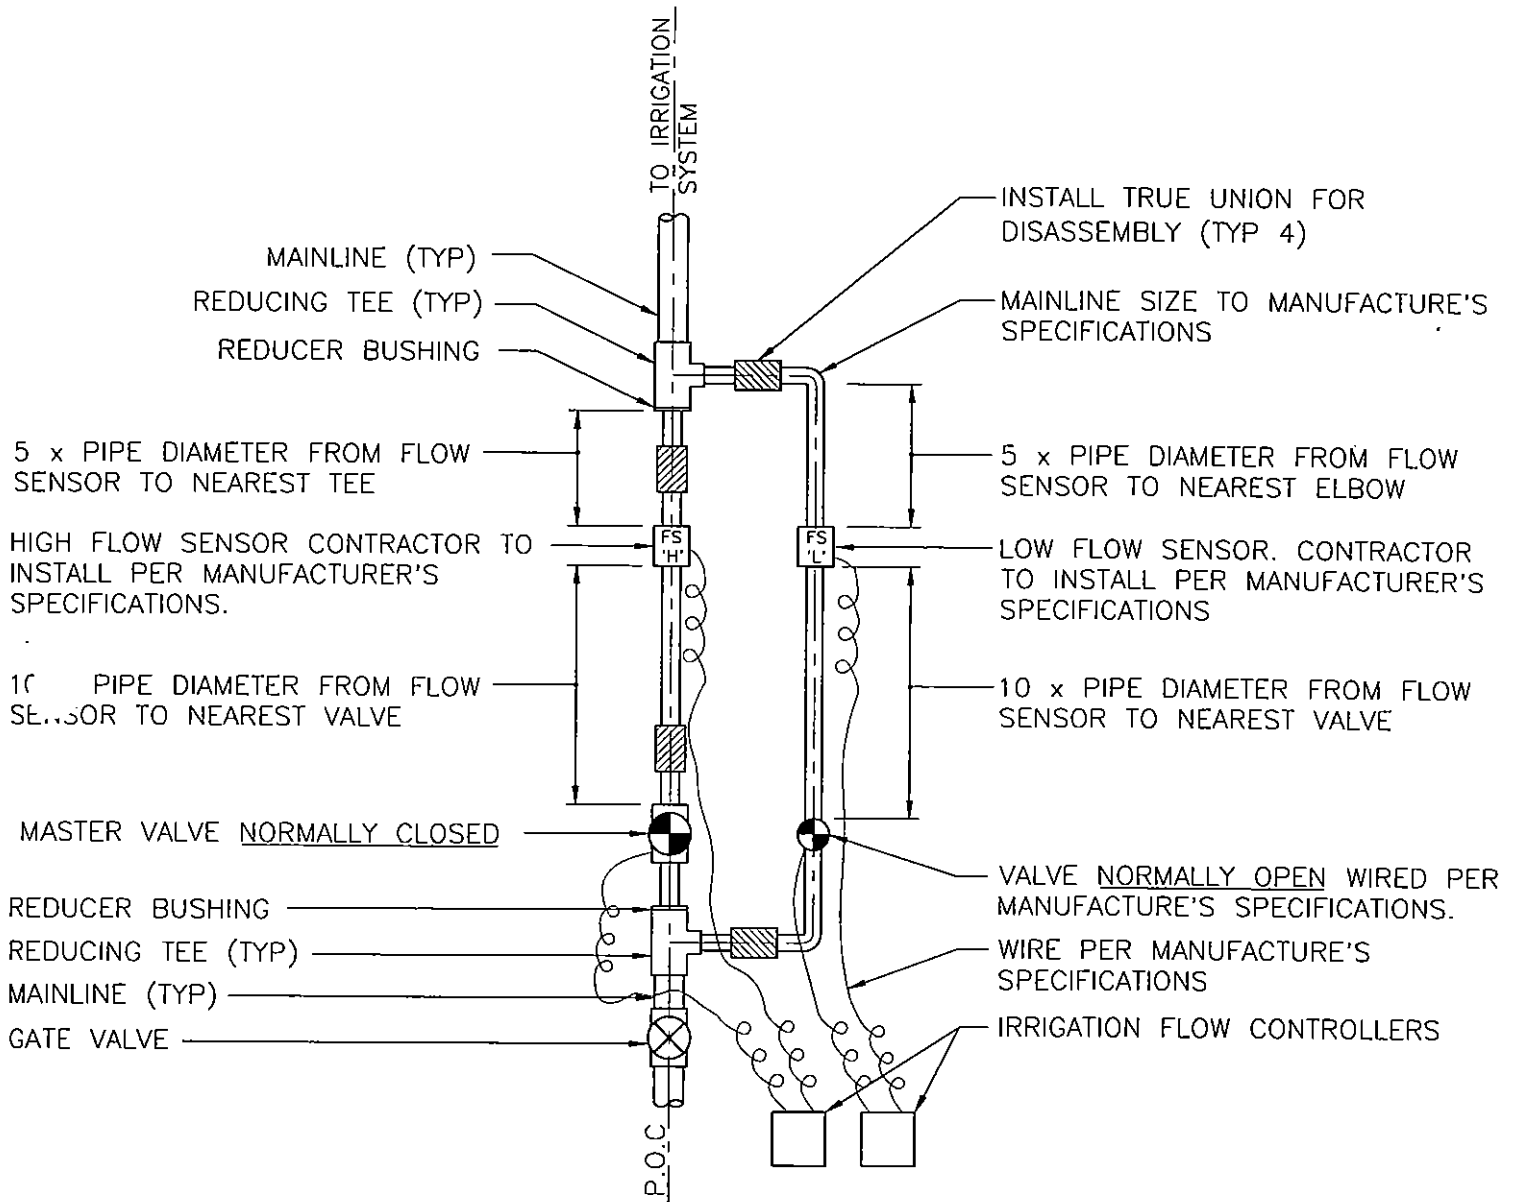 TO IRRIGATION
SYSTEM
INSTALL TRUE UNION FOR
DISASSEMBLY (TYP 4)
MAINLINE (TYP)
REDUCING TEE (TYP)
MAINLINE SIZE TO MANUFACTURE'S
SPECIFICATIONS
REDUCER BUSHING
5 x PIPE DIAMETER FROM FLOW
SENSOR TO NEAREST TEE
5 x PIPE DIAMETER FROM FLOW
SENSOR TO NEAREST ELBOW
HIGH FLOW SENSOR CONTRACTOR TO
INSTALL PER MANUFACTURER'S
SPECIFICATIONS.
FS
'H'
FS
'L'
LOW FLOW SENSOR. CONTRACTOR
TO INSTALL PER MANUFACTURER'S
SPECIFICATIONS
PIPE DIAMETER FROM FLOW
TO NEAREST VALVE
10 x PIPE DIAMETER FROM FLOW
SENSOR TO NEAREST VALVE
MASTER VALVE NORMALLY CLOSED
VALVE NORMALLY OPEN WIRED PER
MANUFACTURE'S SPECIFICATIONS.
REDUCER BUSHING
REDUCING TEE (TYP)
WIRE PER MANUFACTURE'S
SPECIFICATIONS
MAINLINE (TYP)
GATE VALVE
IRRIGATION FLOW CONTROLLERS
P.O.C